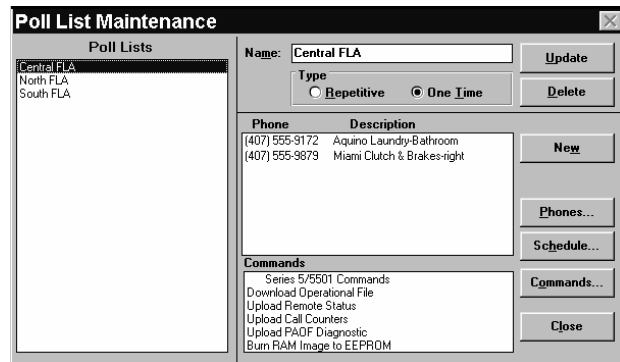 Poll List Maintenance
Poll Lists
Central FLA
North FLA
South FLA
Name: Central FLA
Type
Repetitive One Time
Update
Delete
Phone Description
(407) 555-9172 Aquino Laundry-Bathroom
(407) 555-9879 Miami Clutch & Brakes-right
New
Phones...
Schedule...
Commands...
Close
Commands
Series 5/5501 Commands
Download Operational File
Upload Remote Status
Upload Call Counters
Upload PAOF Diagnostic
Burn RAM Image to EEPROM